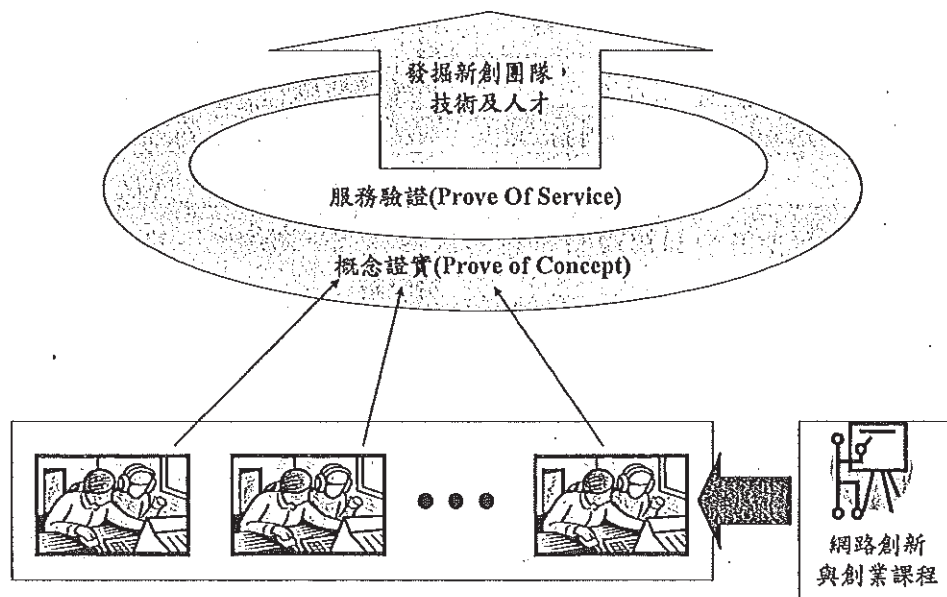 發掘新創團隊，
技術及人才
服務驗證(Prove Of Service)
概念證實(Prove of Concept)
網路創新
與創業課程